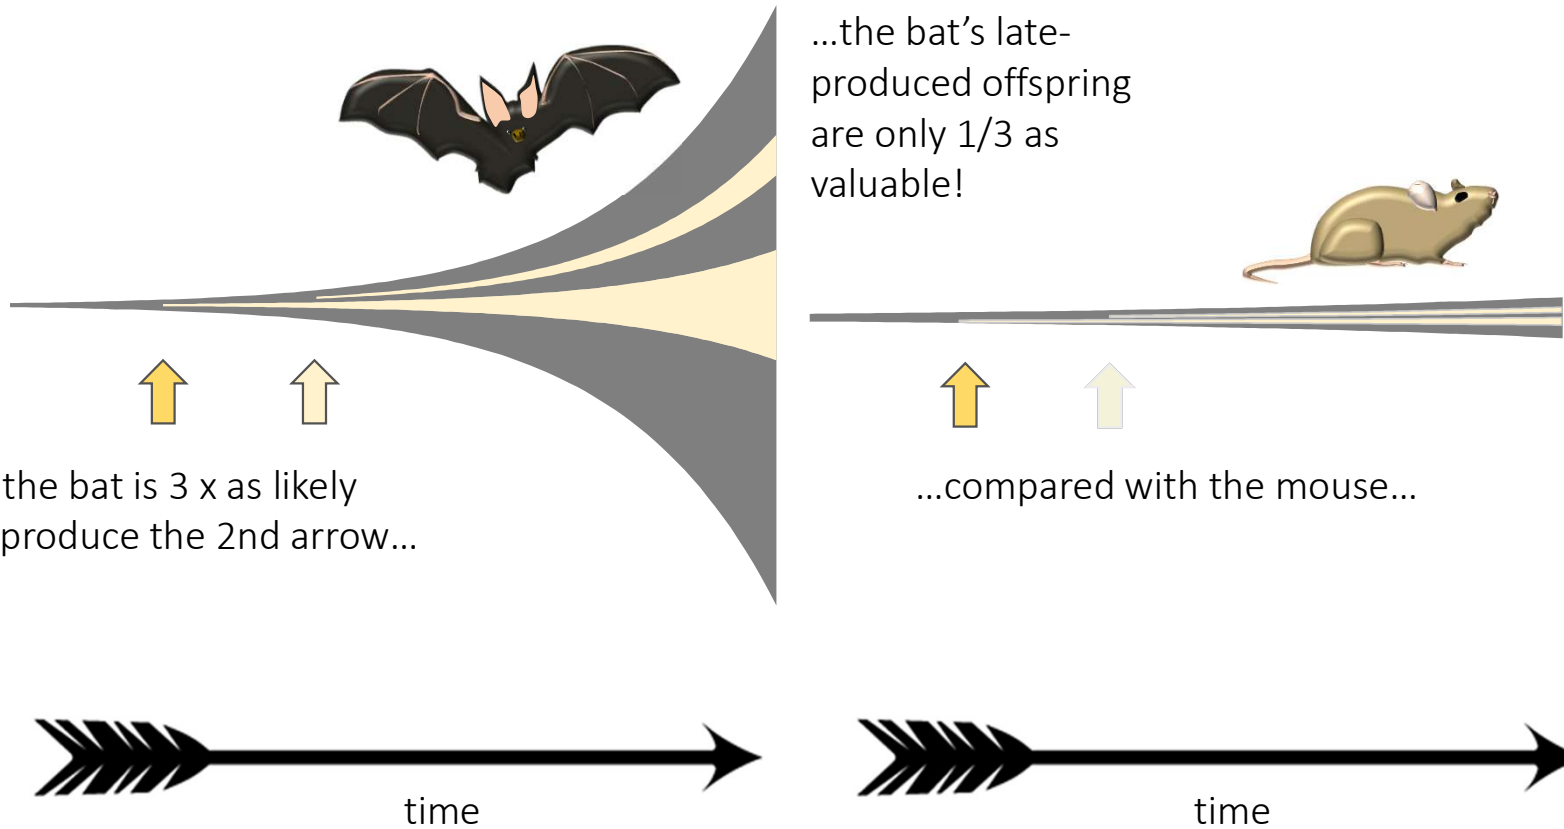 …the bat’s late-
produced offspring
are only 1/3 as
valuable!
the bat is 3 x as likely
produce the 2nd arrow…
…compared with the mouse…
time
time